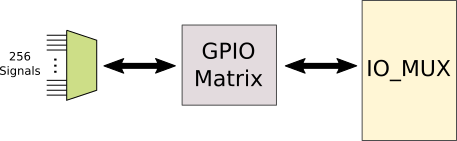 256
Signals
GPIO
Matrix
IO_MUX